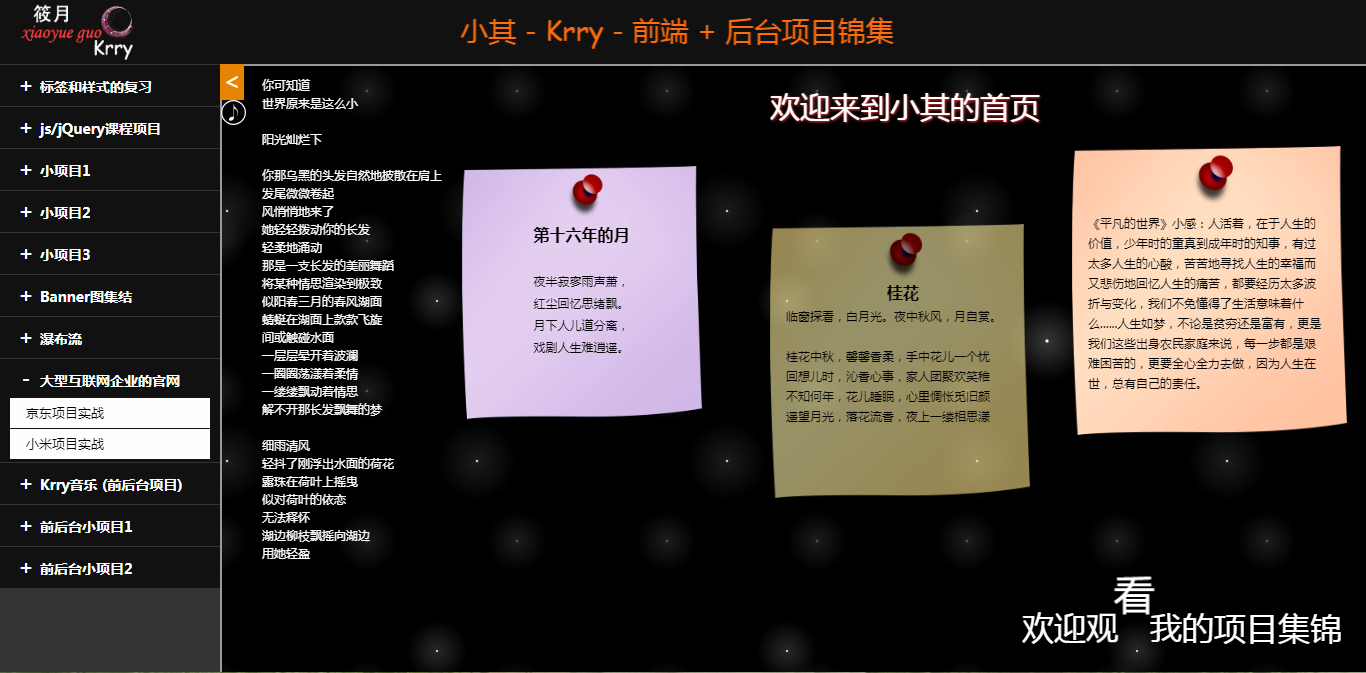 筱月
xiaoyue guo
Krry
小其 - Krry - 前端 + 后台项目锦集
+ 标签和样式的复习
+ js/jQuery课程项目
+ 小项目1
+ 小项目2
+ 小项目3
+ Banner图集结
+ 瀑布流
- 大型互联网企业的官网
京东项目实战
小米项目实战
+ Krry音乐 (前后台项目)
+ 前后台小项目1
+ 前后台小项目2
<
你可知道
世界原来是这么小
阳光灿烂下
你那乌黑的头发自然地披散在肩上
发尾微微卷起
风悄悄地来了
她轻轻拨动你的长发
轻柔地涌动
那是一支长发的美丽舞蹈
将某种情思渲染到极致
似阳春三月的春风湖面
蜻蜓在湖面上款款飞旋
间或触碰水面
一层层晕开着波澜
一圈圈荡漾着柔情
一缕缕飘动着情思
解不开那长发飘舞的梦
细雨清风
轻抖了刚浮出水面的荷花
露珠在荷叶上摇曳
似对荷叶的依恋
无法释怀
湖边柳枝飘摇向湖边
用她轻盈
欢迎来到小其的首页
第十六年的月
夜半寂寥雨声萧，
红尘回忆思绪飘。
月下人儿道分离，
戏剧人生难逍遥。
桂花
临窗探看，白月光。夜中秋风，月自赏。
桂花中秋，馨馨香柔，手中花儿一个忧
回想儿时，沁香心事，家人团聚欢笑稚
不知何年，花儿睡眠，心里惆怅觅旧颜
遥望月光，落花流香，夜上一缕相思漾
《平凡的世界》小感：人活着，在于人生的
价值，少年时的童真到成年时的知事，有过
太多人生的心酸，苦苦地寻找人生的幸福而
又悲伤地回忆人生的痛苦，都要经历太多波
折与变化，我们不免懂得了生活意味着什
么......人生如梦，不论是贫穷还是富有，更是
我们这些出身农民家庭来说，每一步都是艰
难困苦的，更要全心全力去做，因为人生在
世，总有自己的责任。
欢迎观看我的项目集锦